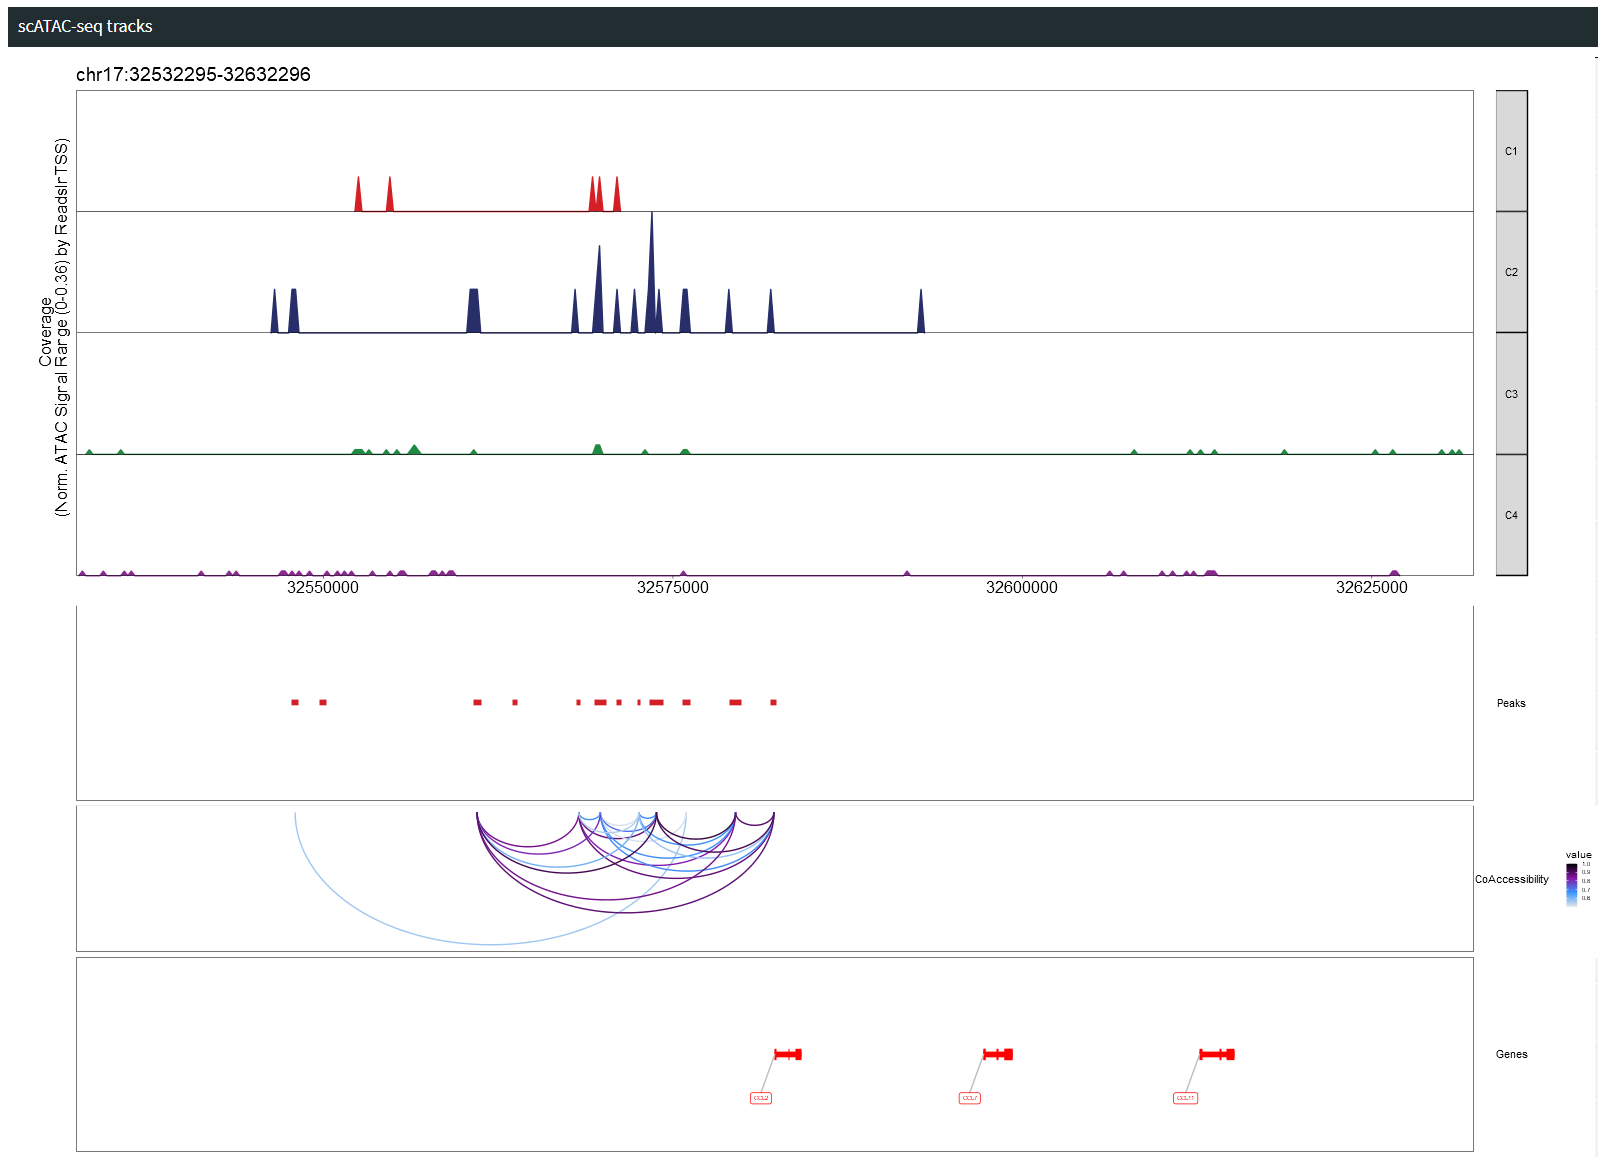 scATAC-seq tracks
chr17:32532295-32632296
Coverage
(Norm. ATAC Signal Range (0-0.36) by ReadsInTSS)
C1
C2
C3
C4
32550000
32575000
32600000
32625000
Peaks
CoAccessibility
value
1.0
0.9
0.8
0.7
0.6
Genes
CCL2
CCL7
CCL11